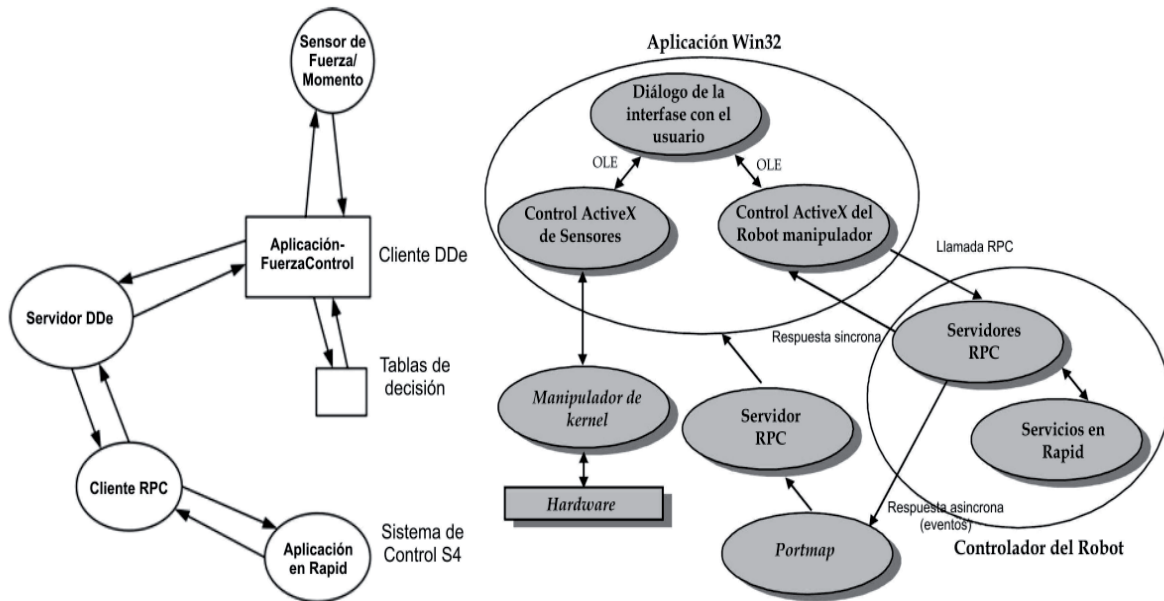 Sensor de
Fuerza/
Momento
Aplicación-
FuerzaControl
Cliente DDe
Servidor DDe
Tablas de
decisión
Cliente RPC
Aplicación
en Rapid
Sistema de
Control S4
Aplicación Win32
Diálogo de la
interfase con el
usuario
OLE
OLE
Control ActiveX
de Sensores
Control ActiveX del
Robot manipulador
Llamada RPC
Respuesta sincrona
Servidores
RPC
Manipulador de
kernel
Servidor
RPC
Servicios en
Rapid
Hardware
Respuesta asincrona
(eventos)
Portmap
Controlador del Robot